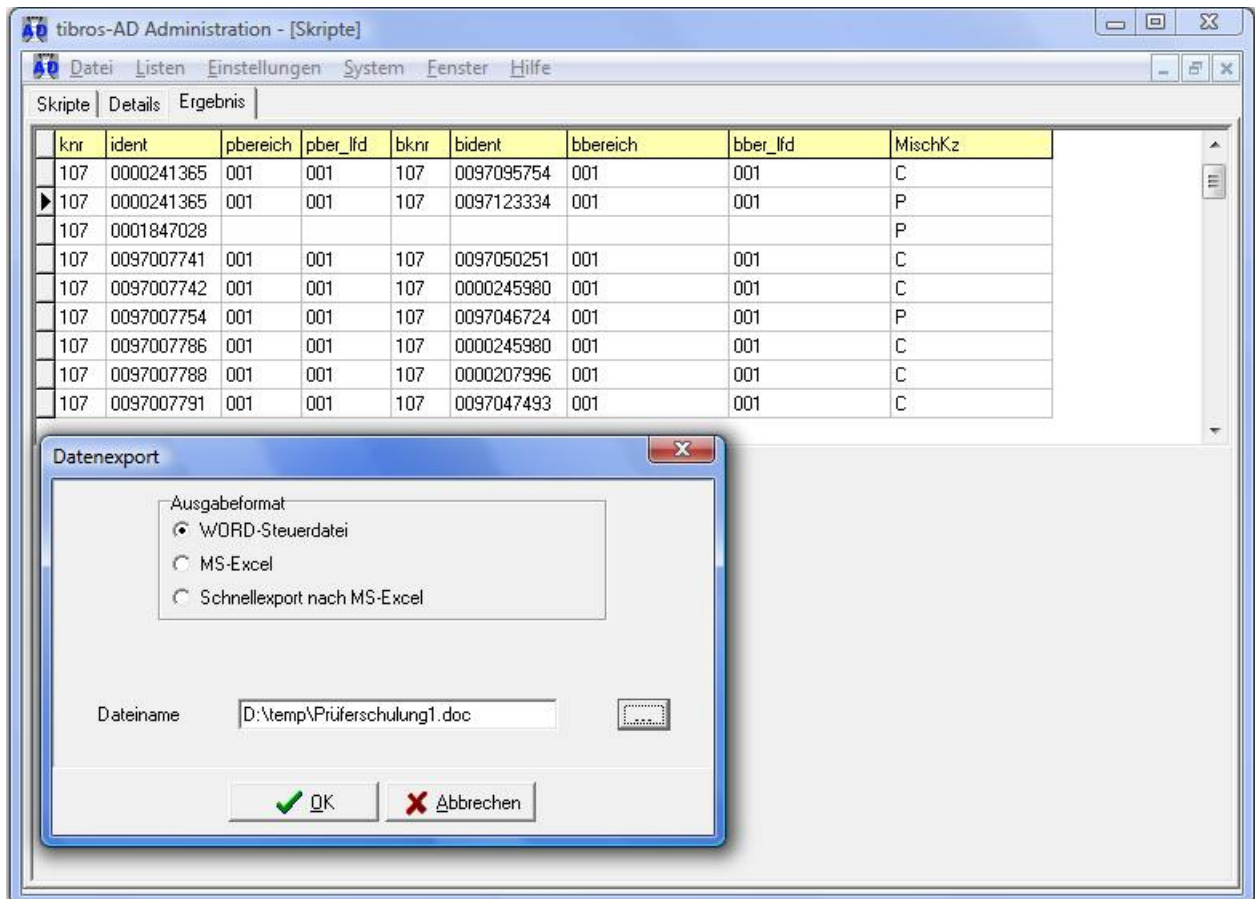 tibros-AD Administration - [Skripte]
AD Datei Listen Einstellungen System Fenster Hilfe
Skripte Details Ergebnis
knr ident pbereich pber_lfd bknr bident bbereich bber_lfd MischKz
107 0000241365 001 001 107 0097095754 001 001 C
107 0000241365 001 001 107 0097123334 001 001 P
107 0001847028 P
107 0097007741 001 001 107 0097050251 001 001 C
107 0097007742 001 001 107 0000245980 001 001 C
107 0097007754 001 001 107 0097046724 001 001 P
107 0097007786 001 001 107 0000245980 001 001 C
107 0097007788 001 001 107 0000207996 001 001 C
107 0097007791 001 001 107 0097047493 001 001 C
Datenexport
Ausgabeformat
WORD-Steuerdatei
MS-Excel
Schnellexport nach MS-Excel
Dateiname D:\temp\Prüferschulung1.doc ...
OK Abbrechen